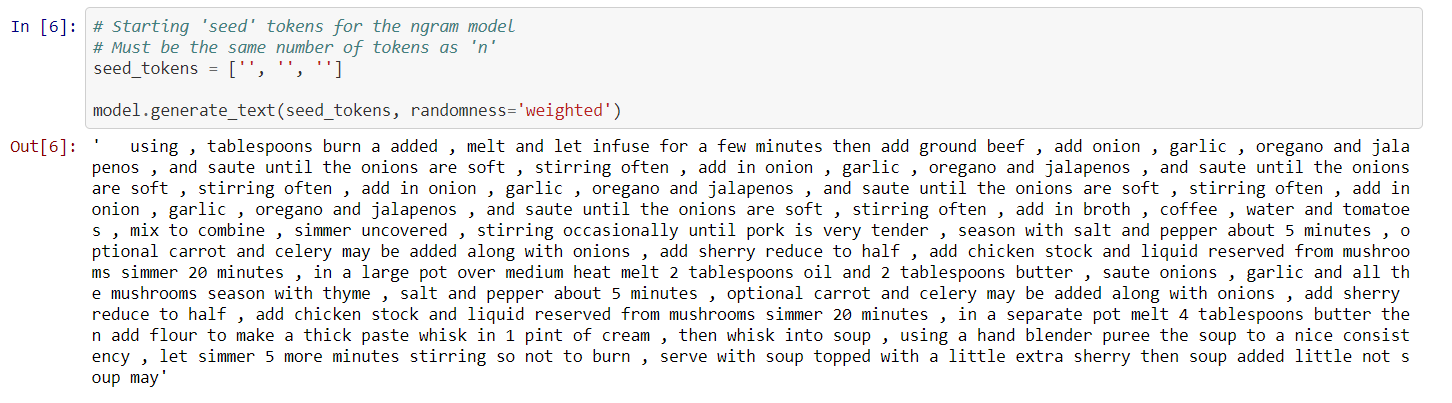 In [6]: # Starting 'seed' tokens for the ngram model
# Must be the same number of tokens as 'n'
seed_tokens = ['', '', '']
model.generate_text(seed_tokens, randomness='weighted')
Out[6]: '   using , tablespoons burn a added , melt and let infuse for a few minutes then add ground beef , add onion , garlic , oregano and jala
penos , and saute until the onions are soft , stirring often , add in onion , garlic , oregano and jalapenos , and saute until the onions
are soft , stirring often , add in onion , garlic , oregano and jalapenos , and saute until the onions are soft , stirring often , add in
onion , garlic , oregano and jalapenos , and saute until the onions are soft , stirring often , add in broth , coffee , water and tomatoe
s , mix to combine , simmer uncovered , stirring occasionally until pork is very tender , season with salt and pepper about 5 minutes , o
ptional carrot and celery may be added along with onions , add sherry reduce to half , add chicken stock and liquid reserved from mushroo
ms simmer 20 minutes , in a large pot over medium heat melt 2 tablespoons oil and 2 tablespoons butter , saute onions , garlic and all th
e mushrooms season with thyme , salt and pepper about 5 minutes , optional carrot and celery may be added along with onions , add sherry
reduce to half , add chicken stock and liquid reserved from mushrooms simmer 20 minutes , in a separate pot melt 4 tablespoons butter the
n add flour to make a thick paste whisk in 1 pint of cream , then whisk into soup , using a hand blender puree the soup to a nice consist
ency , let simmer 5 more minutes stirring so not to burn , serve with soup topped with a little extra sherry then soup added little not s
oup may'